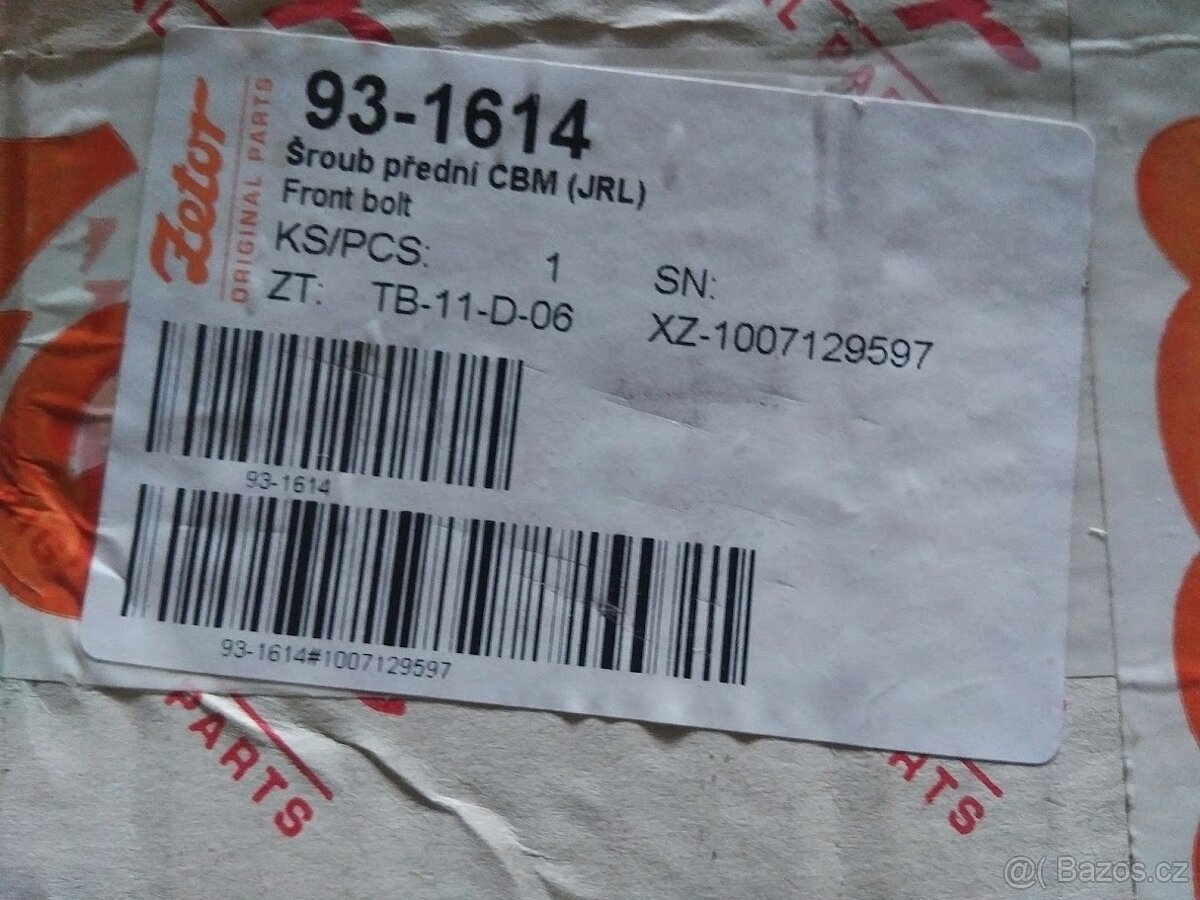 Zetor
ORIGINAL PARTS
93-1614
Šroub přední CBM (JRL)
Front bolt
KS/PCS: 1 SN:
ZT: TB-11-D-06 XZ-1007129597
93-1614
93-1614#1007129597
PARTS
PARTS
@( Bazos.cz